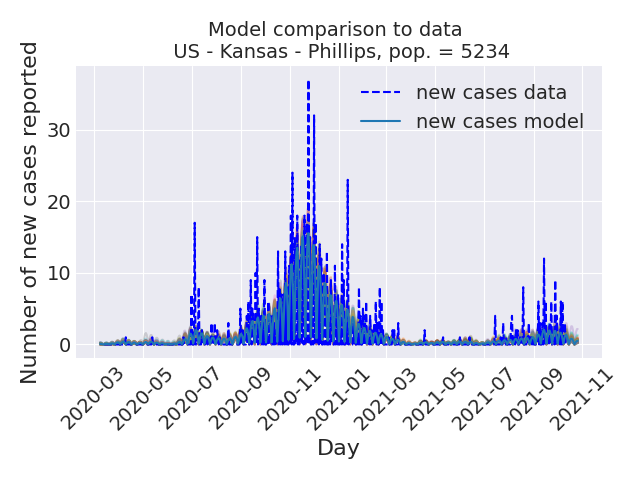 Model comparison to data
US - Kansas - Phillips, pop. = 5234
Number of new cases reported
30
20
10
0
new cases data
new cases model
2020-03
2020-05
2020-07
2020-09
2020-11
2021-01
2021-03
2021-05
2021-07
2021-09
2021-11
Day